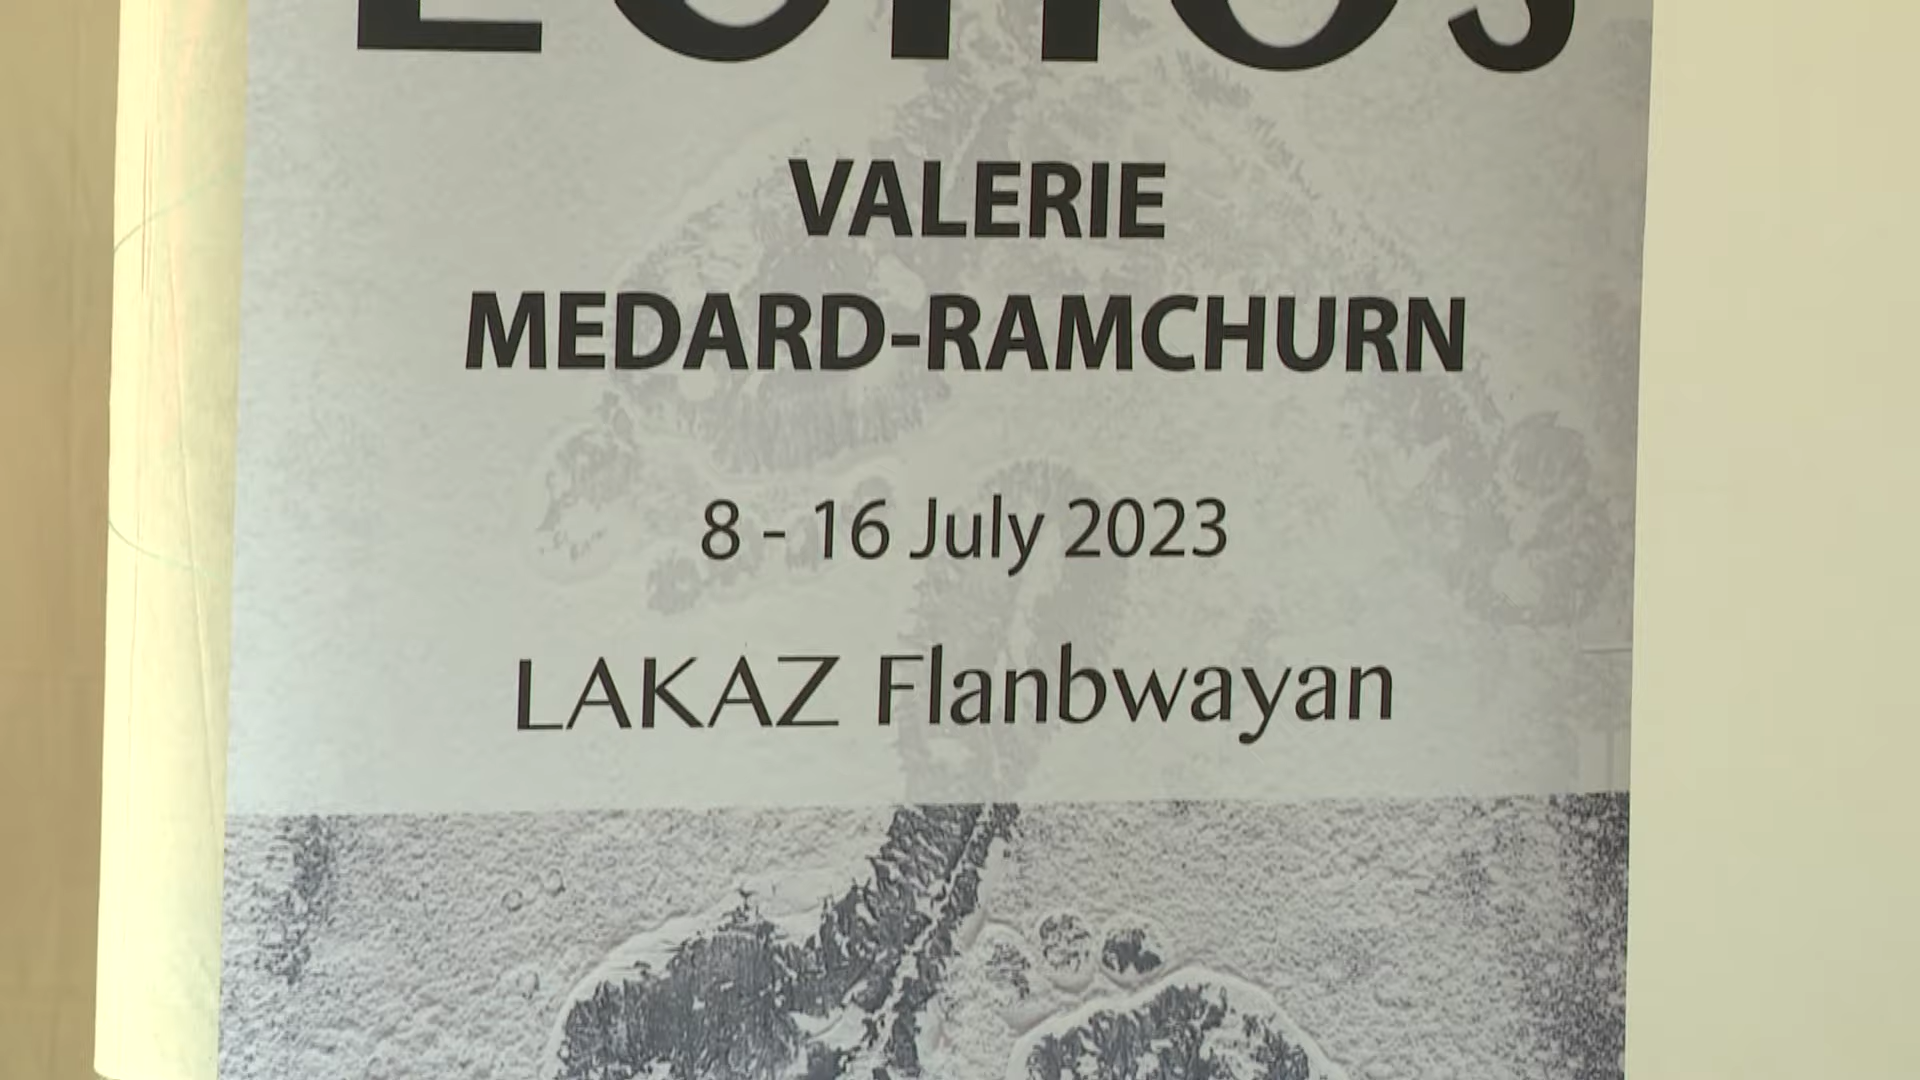 VALERIE
MEDARD-RAMCHURN
8 - 16 July 2023
LAKAZ Flanbwayan